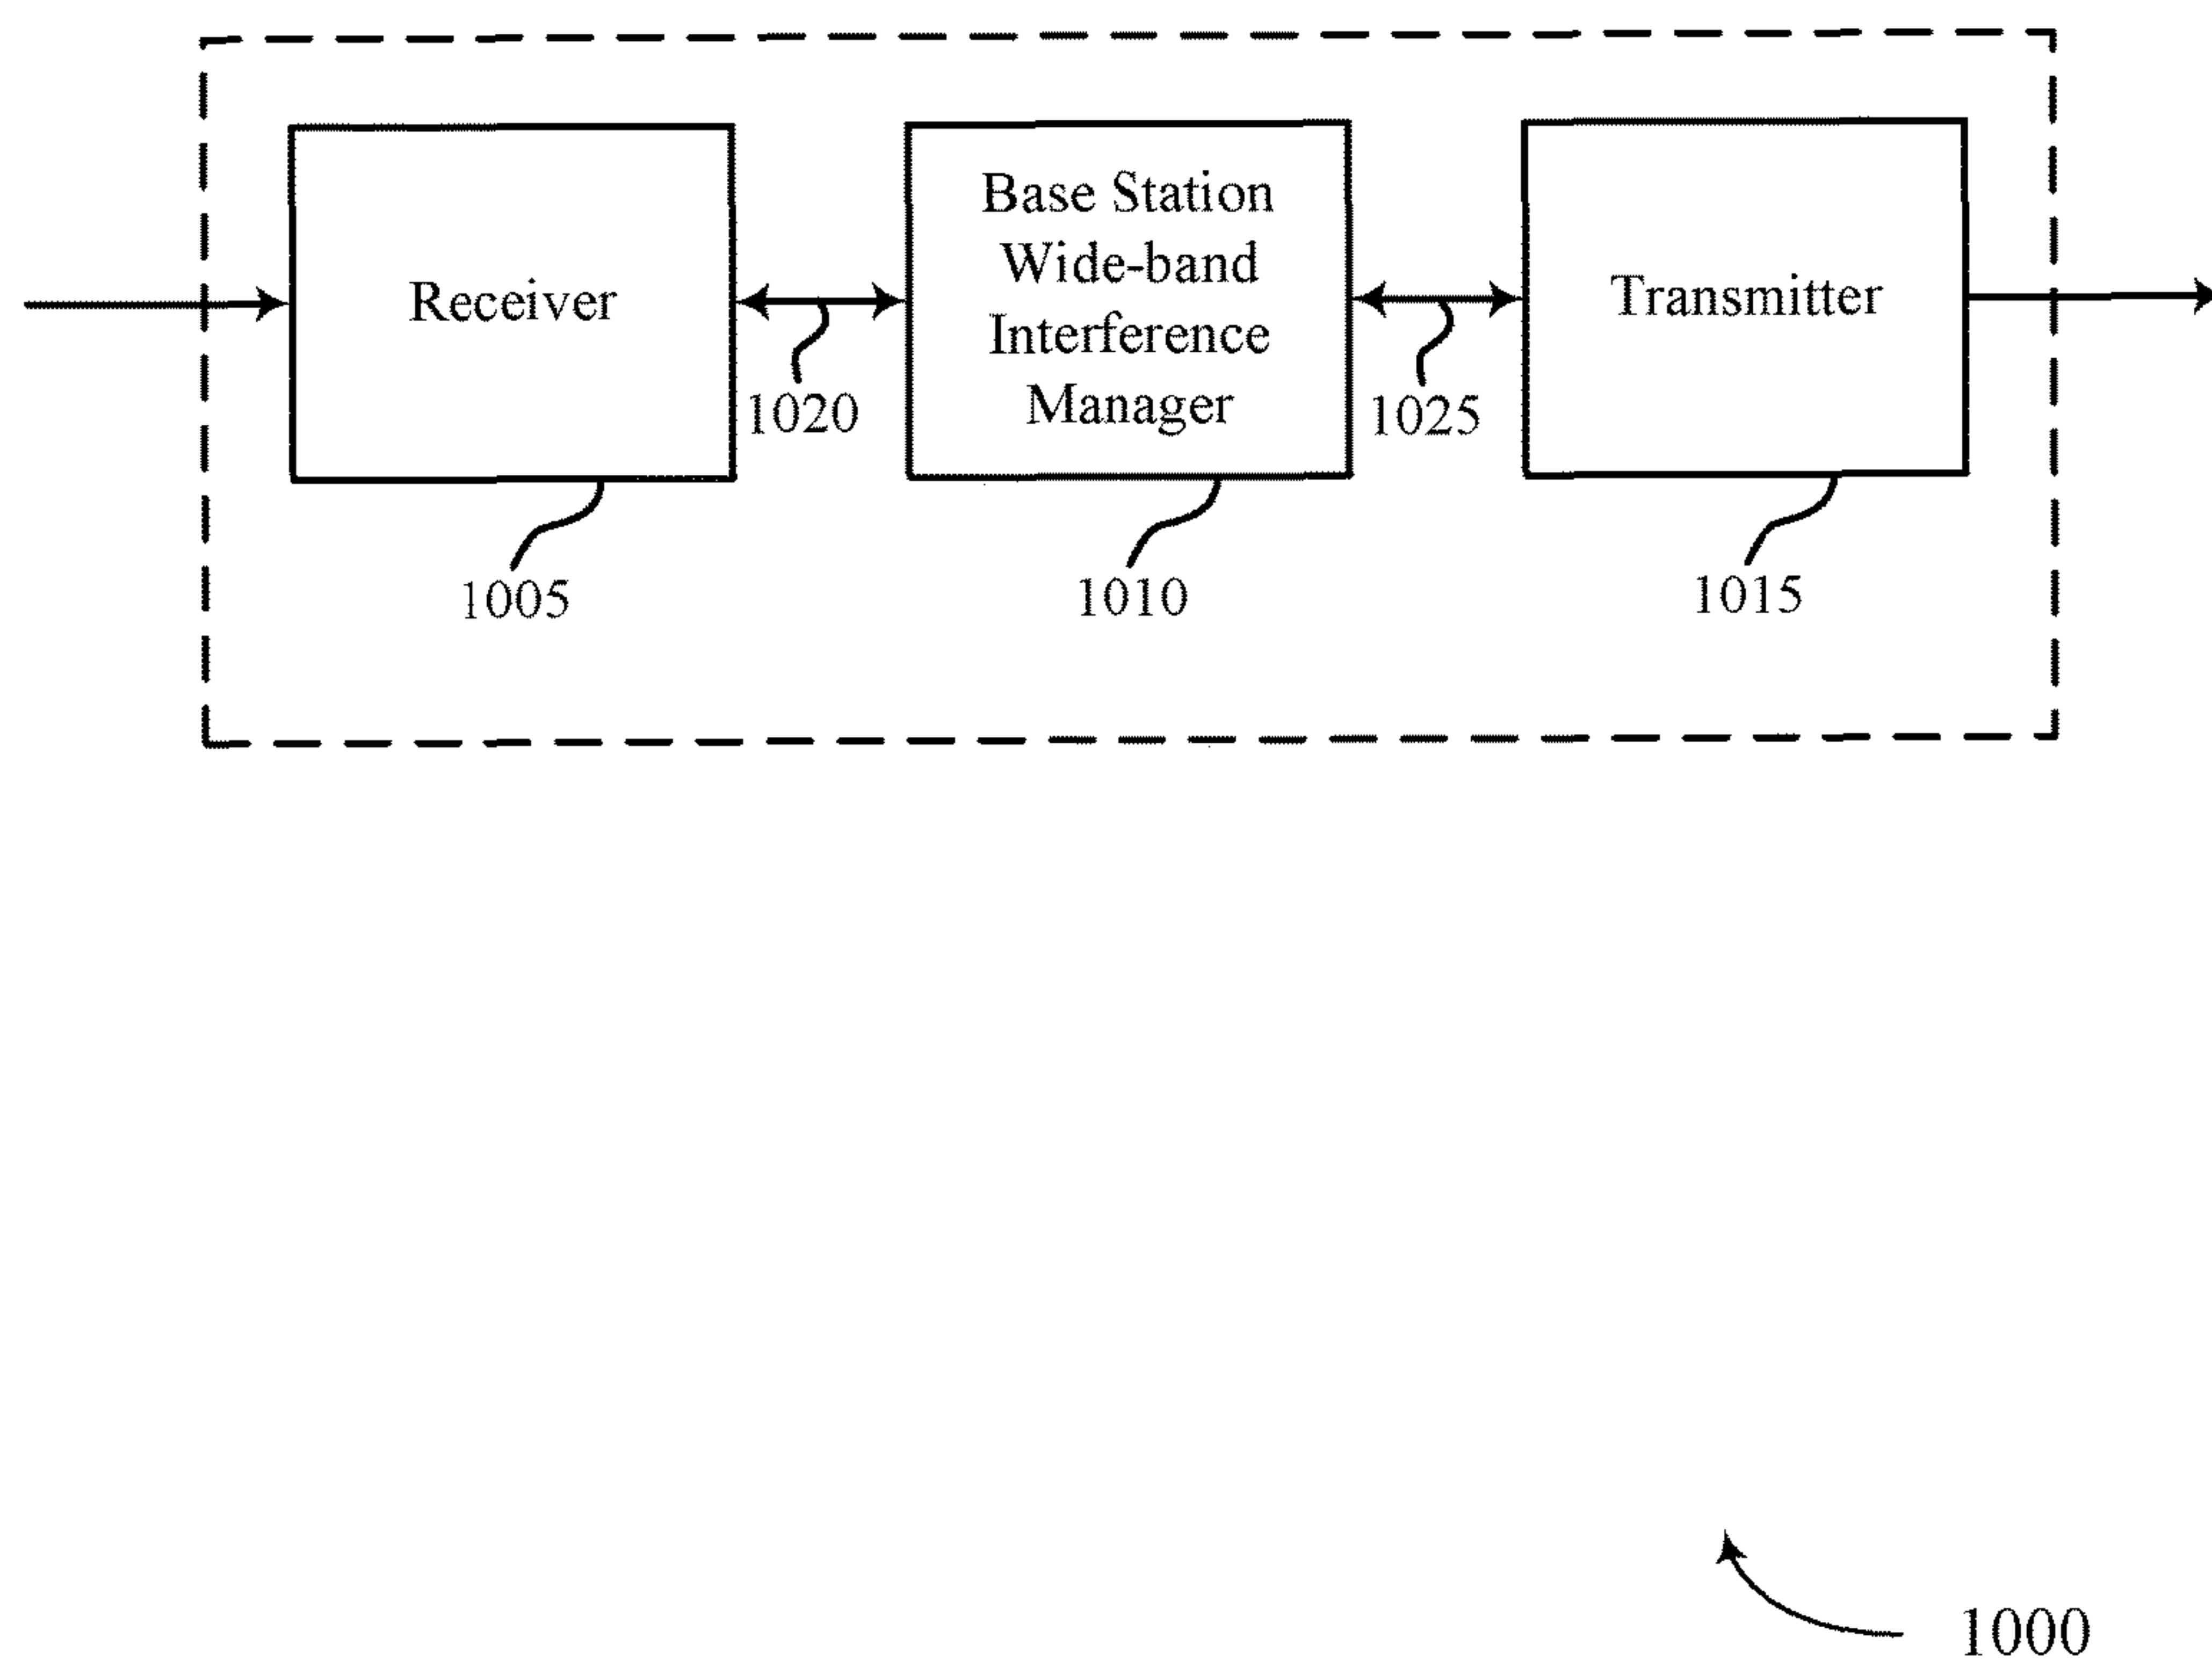 Receiver
Base Station
Wide-band
Interference
Manager
Transmitter
1020
1025
1005
1010
1015
1000